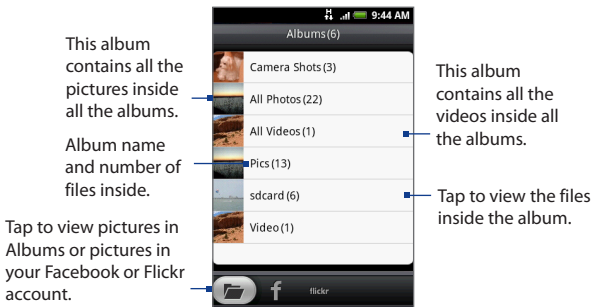 H
9:44 AM
Albums(6)
This album
contains all the
pictures inside
all the albums.
Album name
and number of
files inside.
Tap to view pictures in
Albums or pictures in
your Facebook or Flickr
account.
Camera Shots (3)
All Photos (22)
All Videos (1)
Pics (13)
sdcard (6)
Video (1)
f
flickr
This album
contains all the
videos inside all
the albums.
Tap to view the files
inside the album.